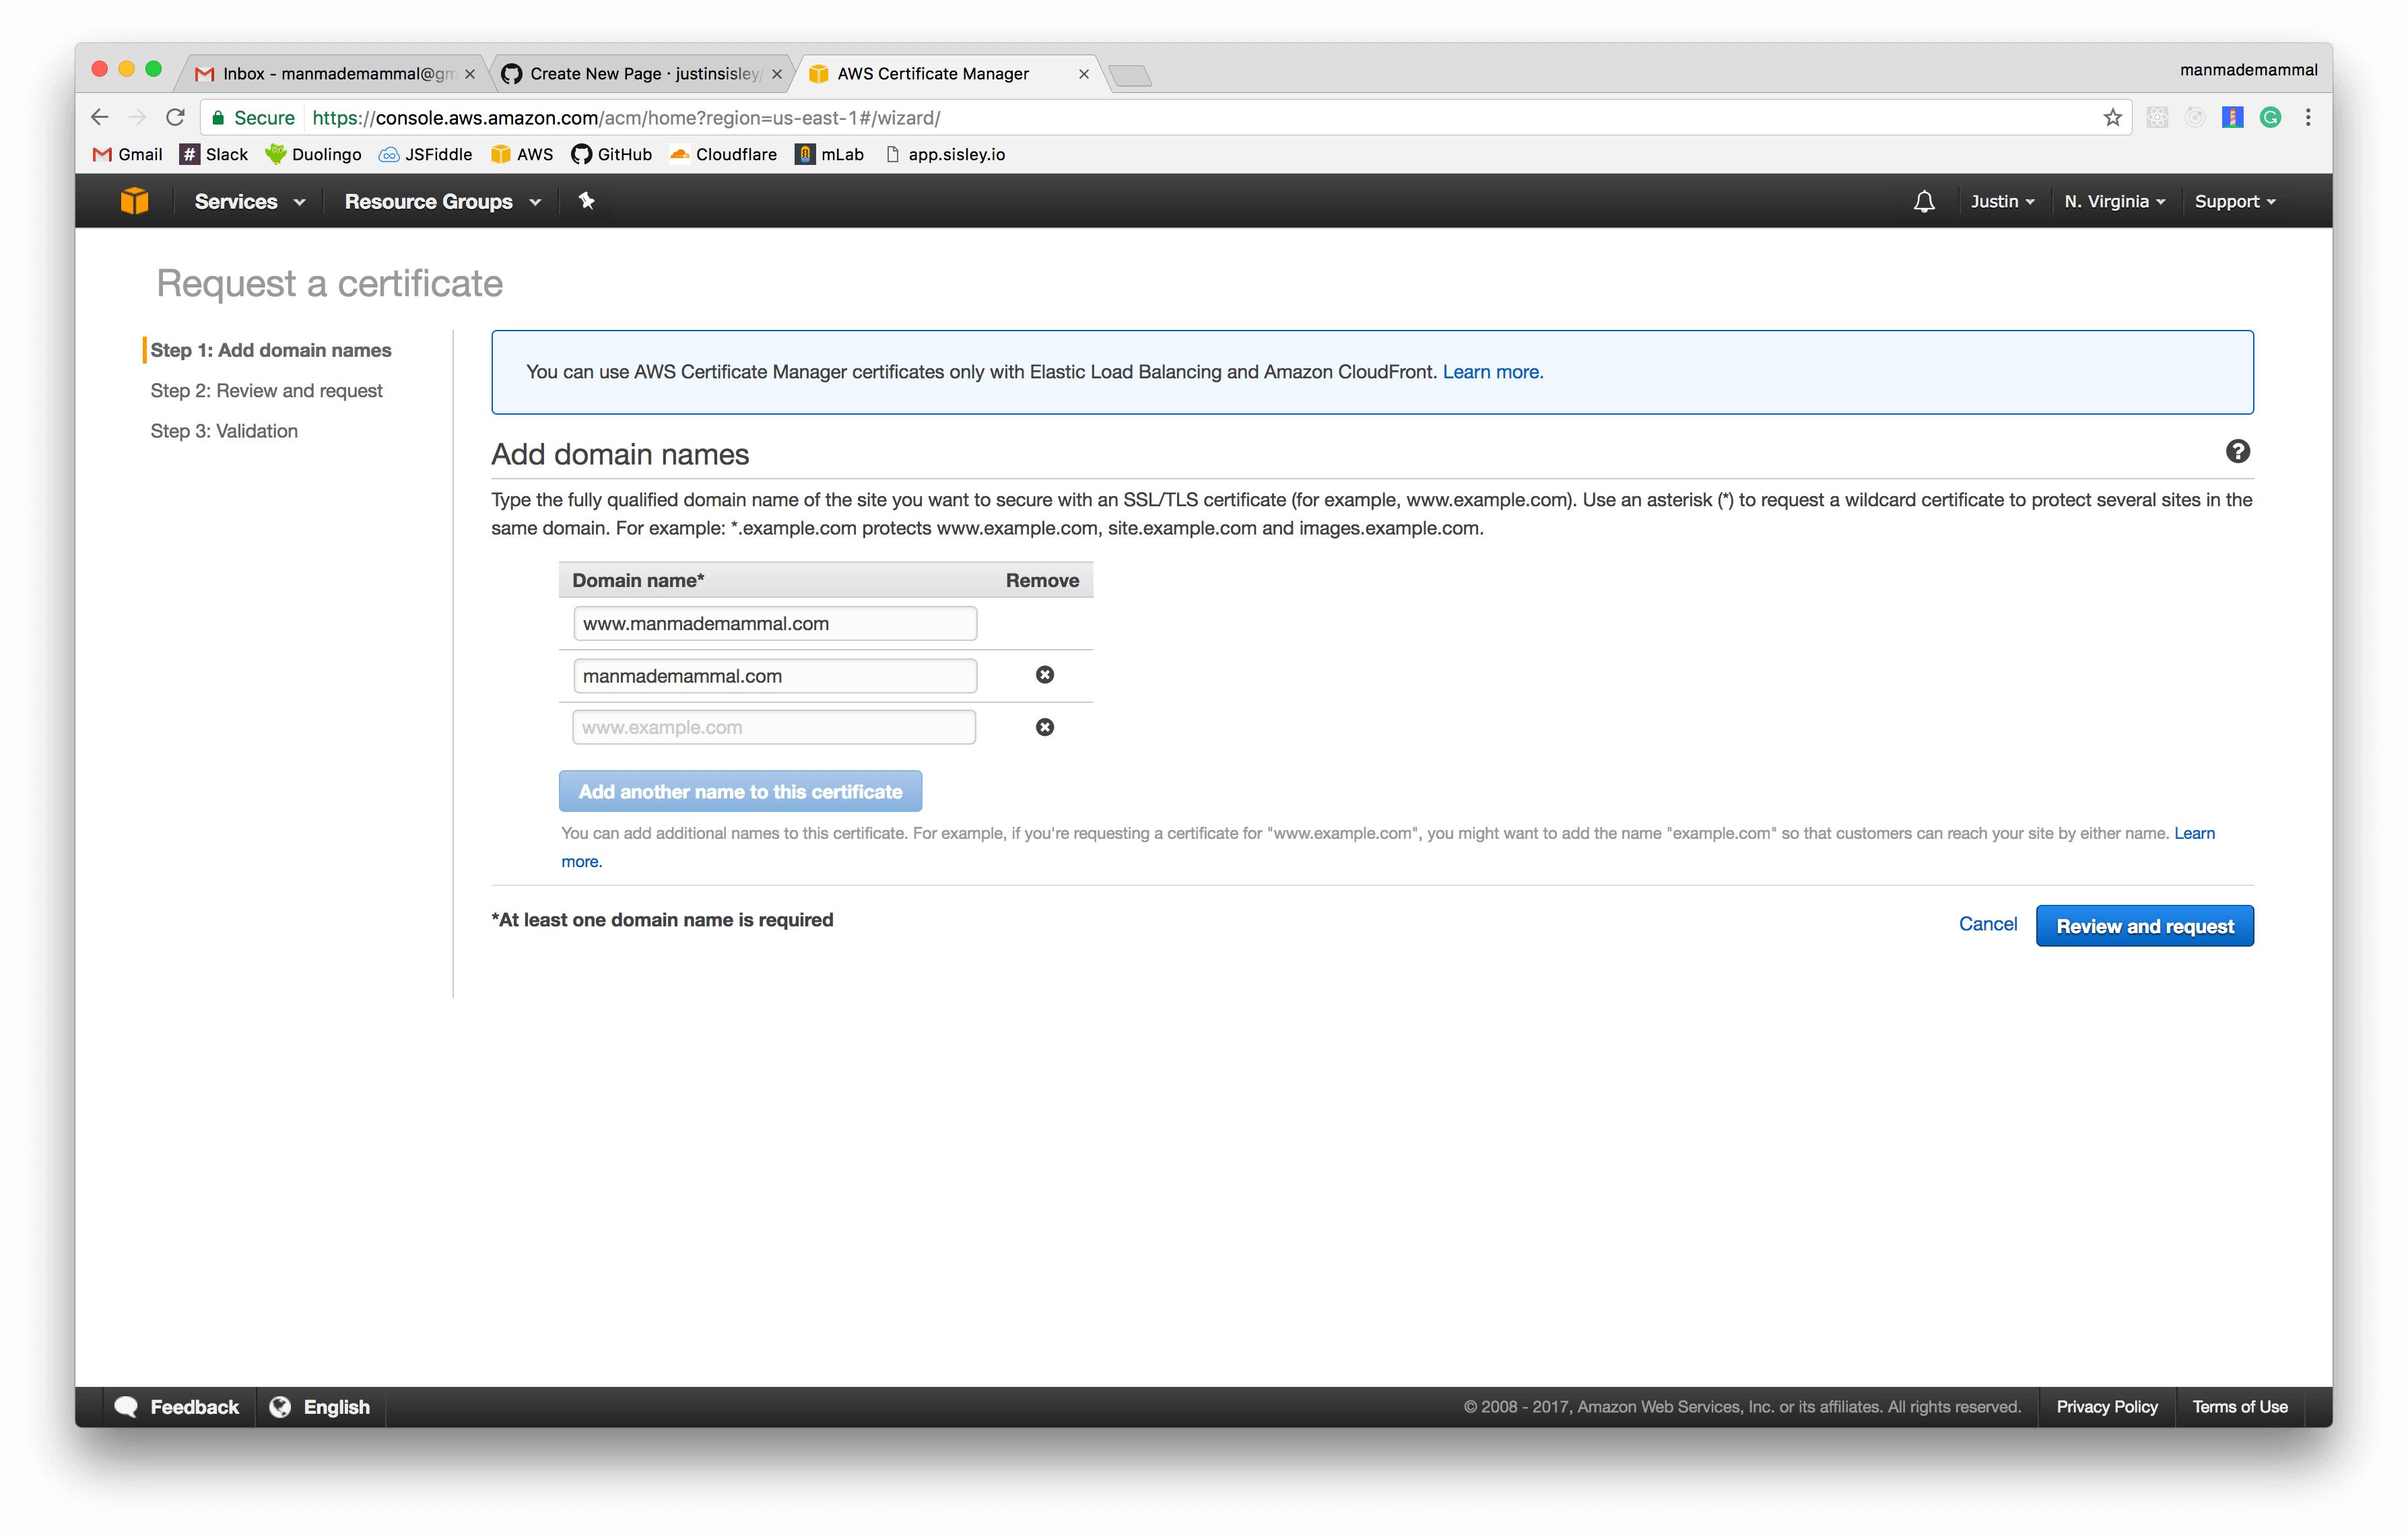 Inbox - manmademammal@gm
Create New Page · justinsisley/
AWS Certificate Manager
manmademammal
Secure https://console.aws.amazon.com/acm/home?region=us-east-1#/wizard/
Gmail # Slack Duolingo JSFiddle AWS GitHub Cloudflare mLab app.sisley.io
Services Resource Groups Justin N. Virginia Support
Request a certificate
Step 1: Add domain names
Step 2: Review and request
Step 3: Validation
You can use AWS Certificate Manager certificates only with Elastic Load Balancing and Amazon CloudFront. Learn more.
Add domain names
?
Type the fully qualified domain name of the site you want to secure with an SSL/TLS certificate (for example, www.example.com). Use an asterisk (*) to request a wildcard certificate to protect several sites in the
same domain. For example: *.example.com protects www.example.com, site.example.com and images.example.com.
Domain name* Remove
www.manmademammal.com
manmademammal.com
www.example.com
Add another name to this certificate
You can add additional names to this certificate. For example, if you're requesting a certificate for "www.example.com", you might want to add the name "example.com" so that customers can reach your site by either name. Learn
more.
*At least one domain name is required
Cancel Review and request
Feedback English © 2008 - 2017, Amazon Web Services, Inc. or its affiliates. All rights reserved. Privacy Policy Terms of Use